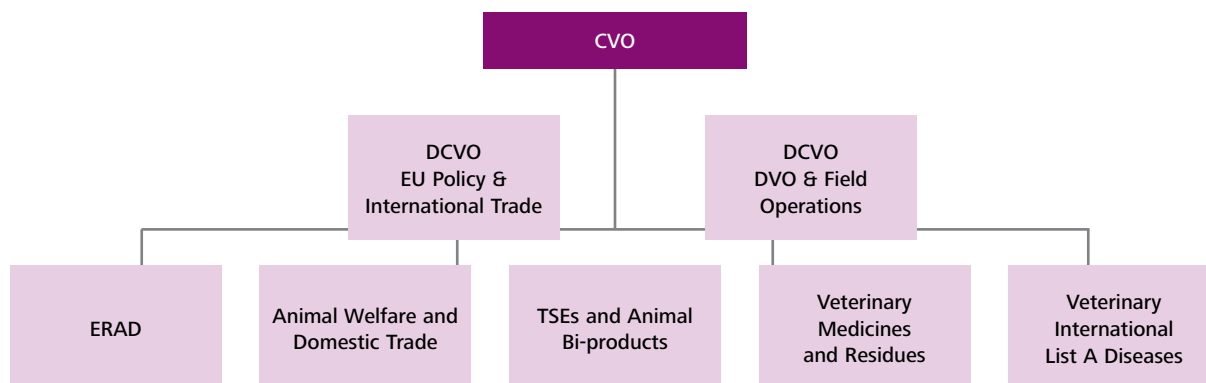 CVO
DCVO
EU Policy &
International Trade
DCVO
DVO & Field
Operations
ERAD
Animal Welfare and
Domestic Trade
TSEs and Animal
Bi-products
Veterinary
Medicines
and Residues
Veterinary
International
List A Diseases